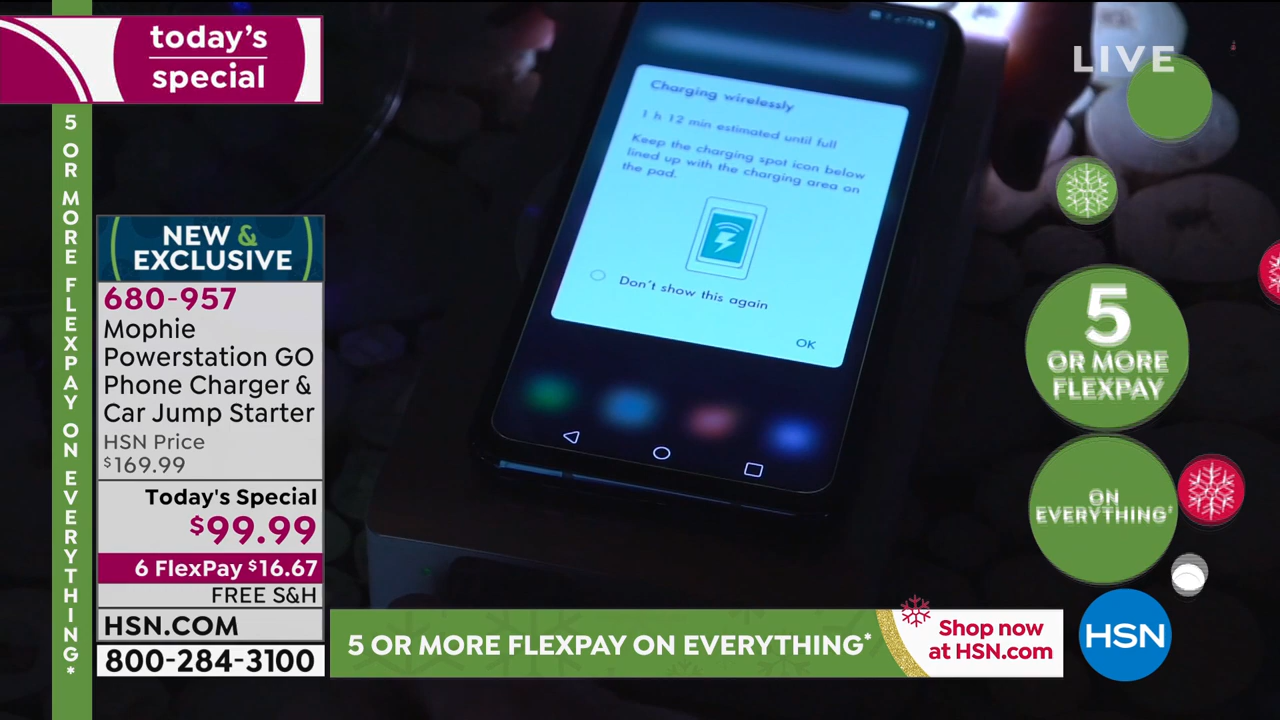 today's
special
LIVE
5 OR MORE FLEXPAY ON EVERYTHING*
NEW &
EXCLUSIVE
680-957
Mophie
Powerstation GO
Phone Charger &
Car Jump Starter
HSN Price
$169.99
Today's Special
$99.99
6 FlexPay $16.67
FREE S&H
HSN.COM
800-284-3100
Charging wirelessly
1 h 12 min estimated until full
Keep the charging spot icon below
lined up with the charging area on
the pad.
Don't show this again
OK
5
OR MORE
FLEXPAY
ON
EVERYTHING‡
5 OR MORE FLEXPAY ON EVERYTHING*
Shop now
at HSN.com
HSN